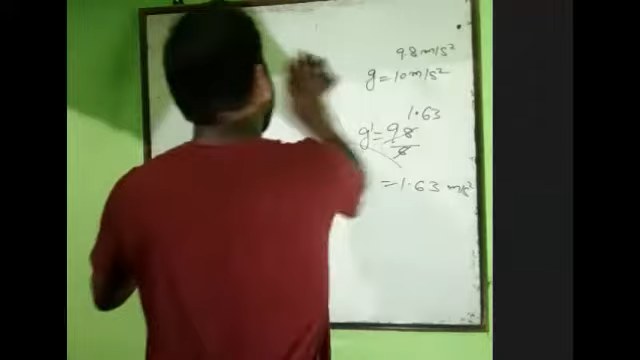 9.8 m/s²
g = 10 m/s²
1.63
g' = 9.8
6
= 1.63 m/s²